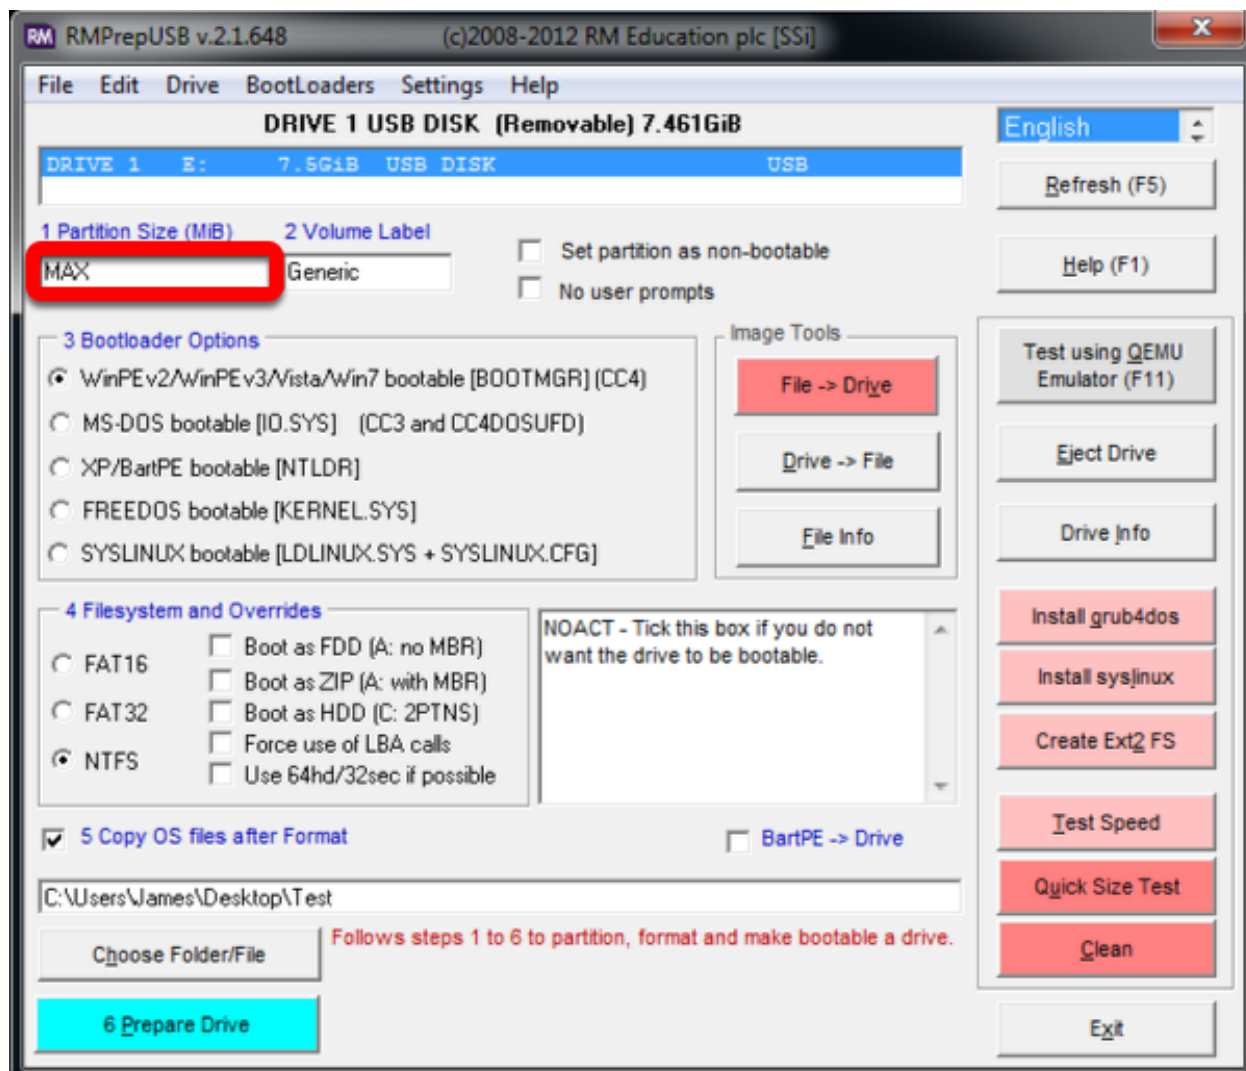 RM RMPrepUSB v.2.1.648 (c)2008-2012 RM Education plc [SSi] X
File Edit Drive BootLoaders Settings Help
DRIVE 1 USB DISK (Removable) 7.461GiB
DRIVE 1 E: 7.5GiB USB DISK USB
English
Refresh (F5)
1 Partition Size (MiB) 2 Volume Label
MAX Generic
Set partition as non-bootable
No user prompts
Help (F1)
3 Bootloader Options
WinPEv2/WinPEv3/Vista/Win7 bootable [BOOTMGR] (CC4)
MS-DOS bootable [IO.SYS] (CC3 and CC4DOSUFD)
XP/BartPE bootable [NTLDR]
FREEDOS bootable [KERNEL.SYS]
SYSLINUX bootable [LDLINUX.SYS + SYSLINUX.CFG]
Image Tools
File -> Drive
Drive -> File
File Info
Test using QEMU
Emulator (F11)
Eject Drive
Drive Info
4 Filesystem and Overrides
FAT16
FAT32
NTFS
Boot as FDD (A: no MBR)
Boot as ZIP (A: with MBR)
Boot as HDD (C: 2PTNS)
Force use of LBA calls
Use 64hd/32sec if possible
NOACT - Tick this box if you do not
want the drive to be bootable.
Install grub4dos
Install syslinux
Create Ext2 FS
Test Speed
Quick Size Test
Clean
5 Copy OS files after Format
BartPE -> Drive
C:\Users\James\Desktop\Test
Choose Folder/File
Follows steps 1 to 6 to partition, format and make bootable a drive.
6 Prepare Drive
Exit